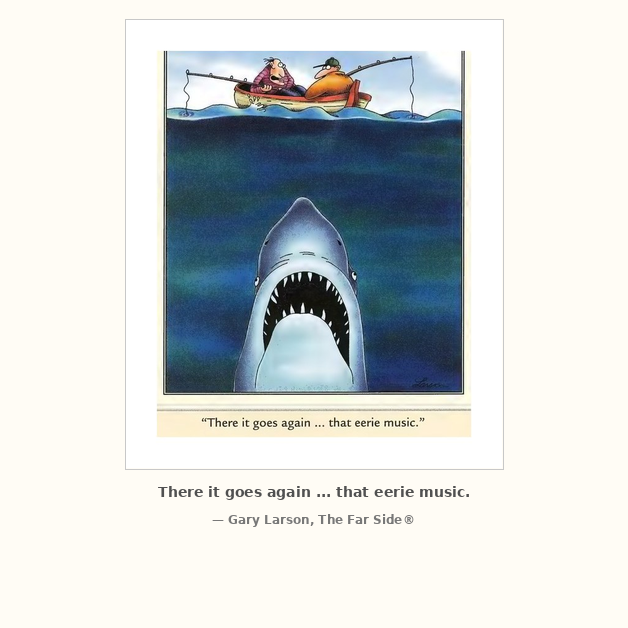 “There it goes again ... that eerie music.”
There it goes again ... that eerie music.
— Gary Larson, The Far Side®